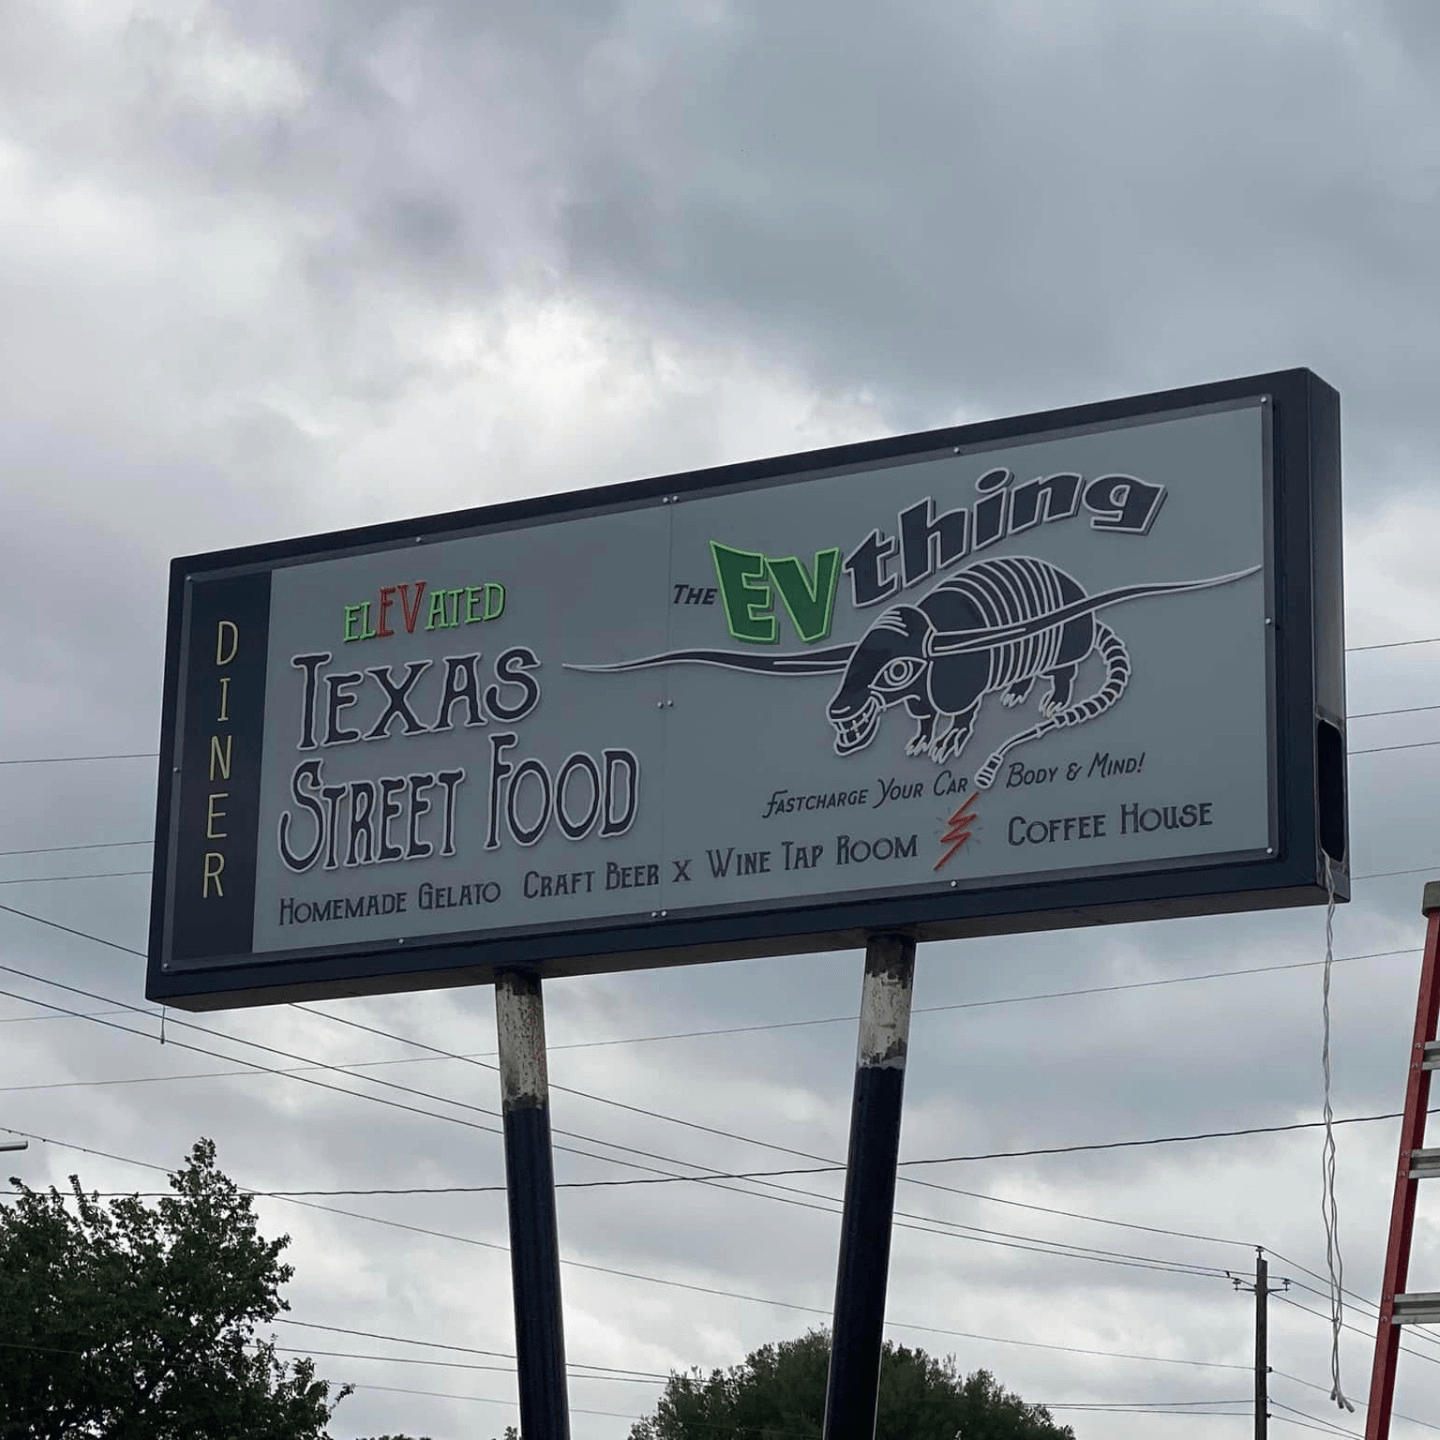 DINER
ELEVATED
TEXAS
STREET FOOD
HOMEMADE GELATO CRAFT BEER X WINE TAP ROOM COFFEE HOUSE
THE EVthing
FASTCHARGE YOUR CAR BODY & MIND!